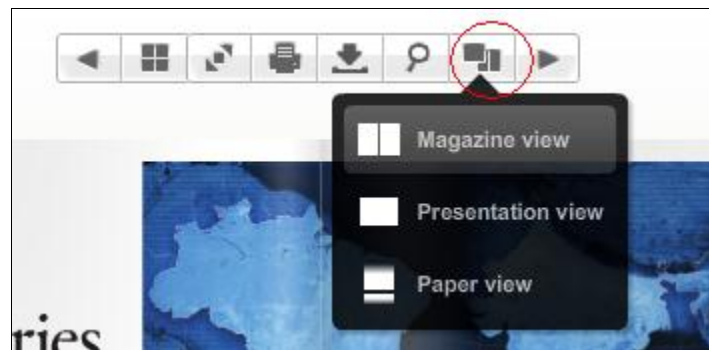 Magazine view
Presentation view
Paper view
ries